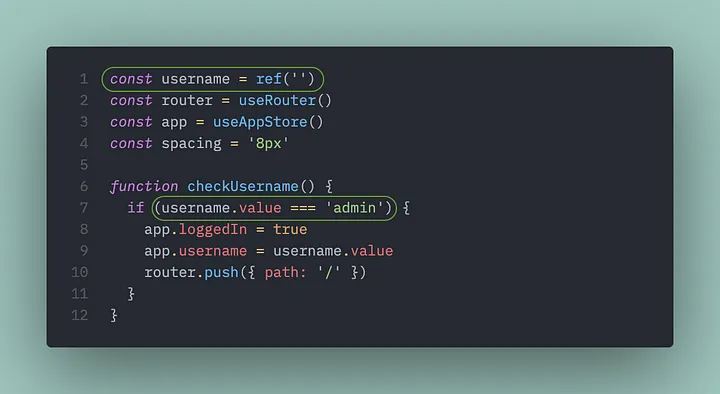 1 const username = ref('')
2 const router = useRouter()
3 const app = useAppStore()
4 const spacing = '8px'
5
6 function checkUsername() {
7   if (username.value === 'admin') {
8     app.loggedIn = true
9     app.username = username.value
10     router.push({ path: '/' })
11   }
12 }